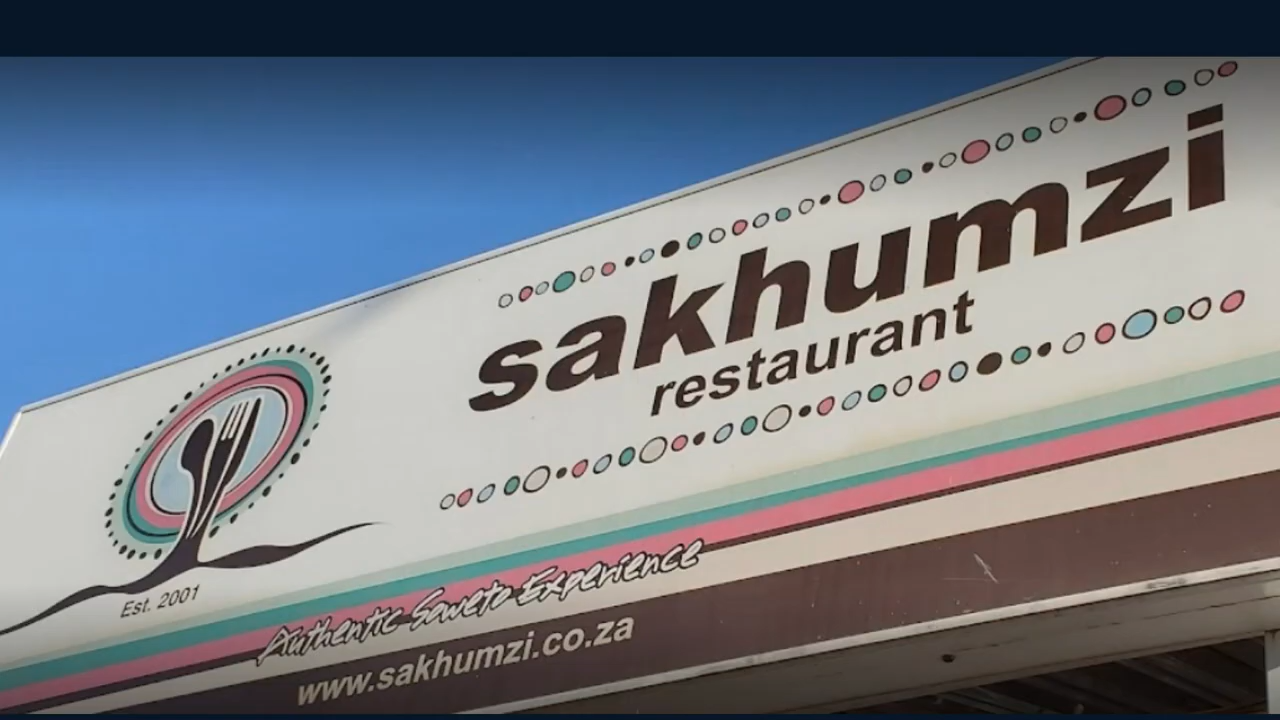 sakhumzi
restaurant
Est. 2001
Authentic Soweto Experience
www.sakhumzi.co.za